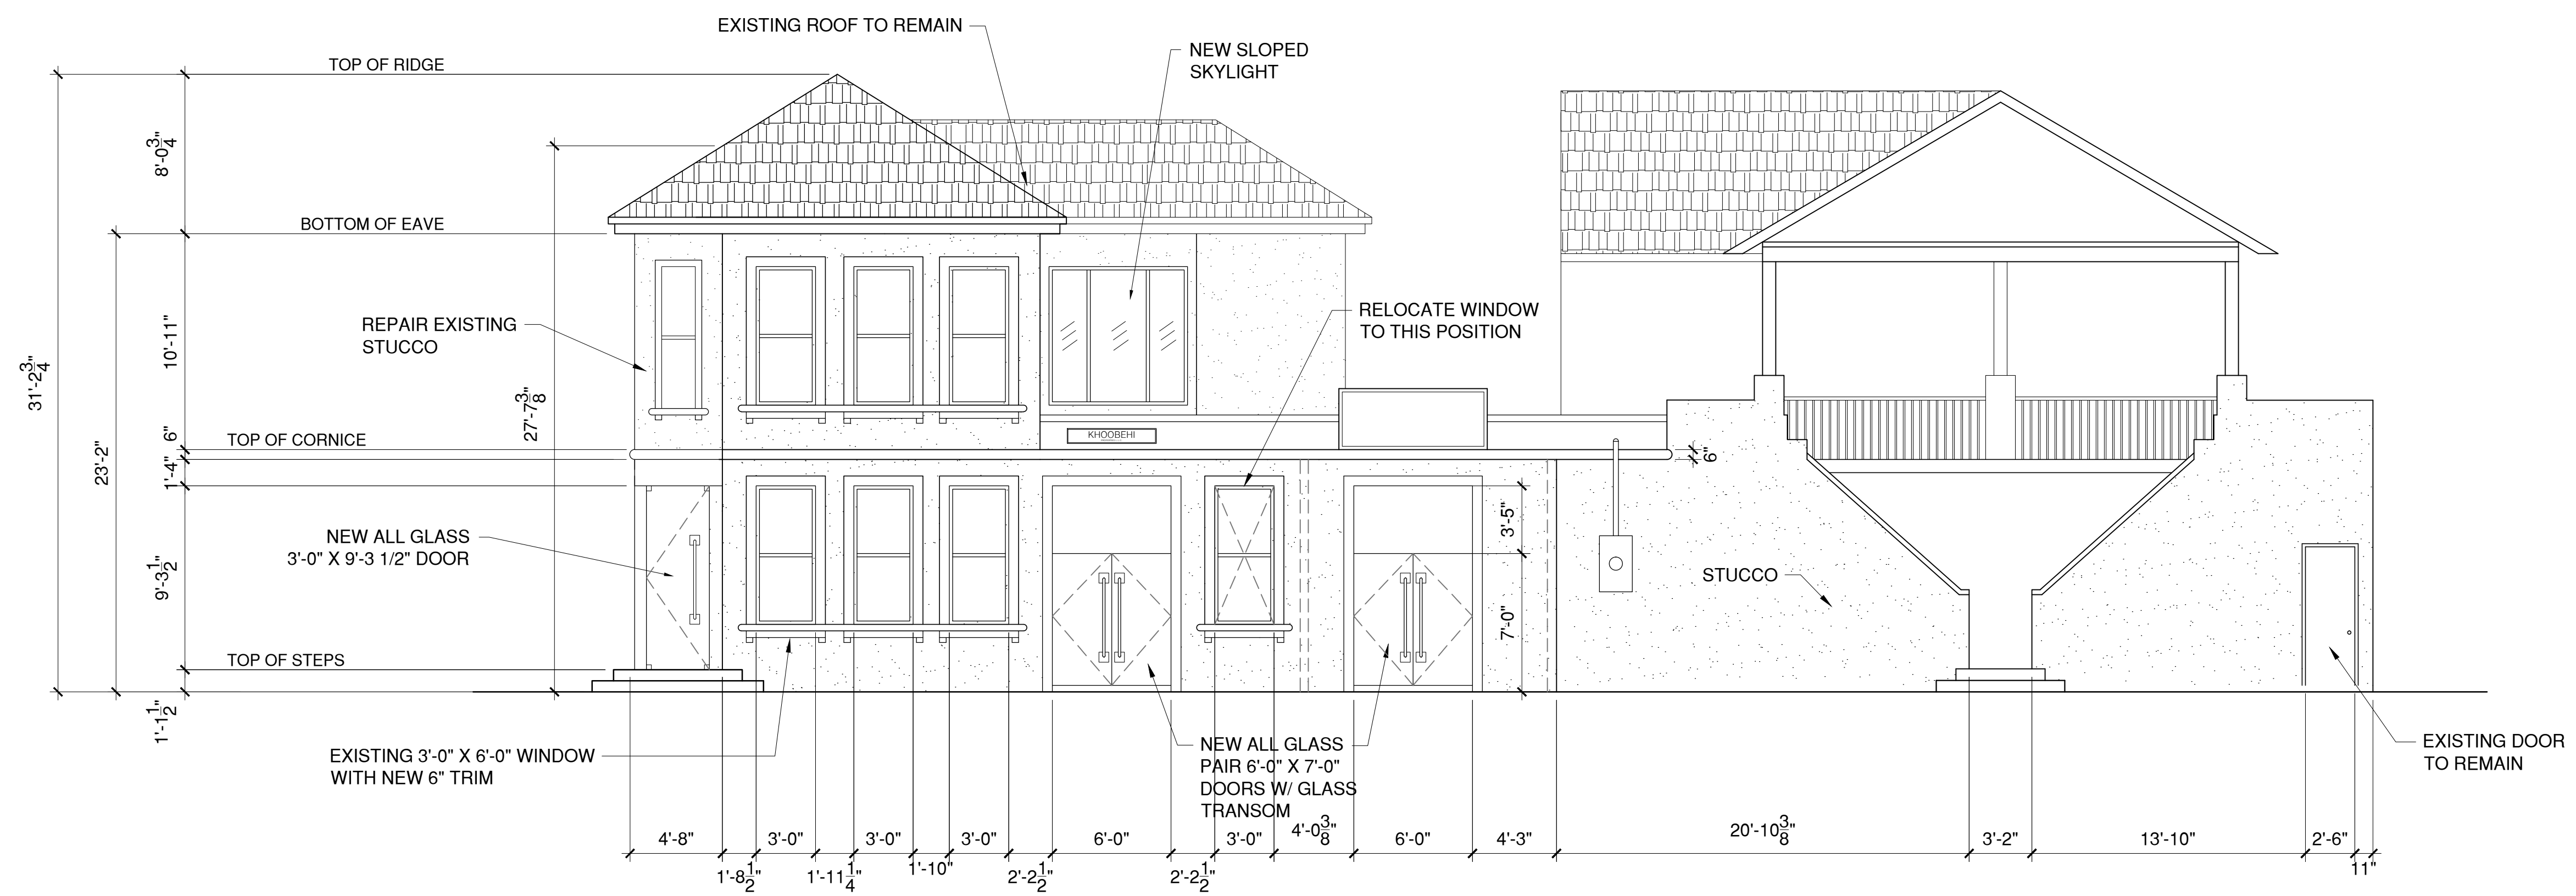 EXISTING ROOF TO REMAIN
NEW SLOPED
SKYLIGHT
TOP OF RIDGE
8'-0 3/4"
BOTTOM OF EAVE
REPAIR EXISTING
STUCCO
RELOCATE WINDOW
TO THIS POSITION
10'-11"
31'-2 3/4"
27'-7 3/8"
23'-2"
TOP OF CORNICE
6"
KHOOBEHI
6"
1'-4"
NEW ALL GLASS
3'-0" X 9'-3 1/2" DOOR
3'-5"
STUCCO
9'-3 1/2"
7'-0"
TOP OF STEPS
1'-1 1/2"
EXISTING 3'-0" X 6'-0" WINDOW
WITH NEW 6" TRIM
NEW ALL GLASS
PAIR 6'-0" X 7'-0"
DOORS W/ GLASS
TRANSOM
EXISTING DOOR
TO REMAIN
4'-8" 3'-0" 3'-0" 3'-0" 6'-0" 3'-0" 4'-0 3/8" 6'-0" 4'-3" 20'-10 3/8" 3'-2" 13'-10" 2'-6"
1'-8 1/2" 1'-11 1/4" 1'-10" 2'-2 1/2" 2'-2 1/2" 11"